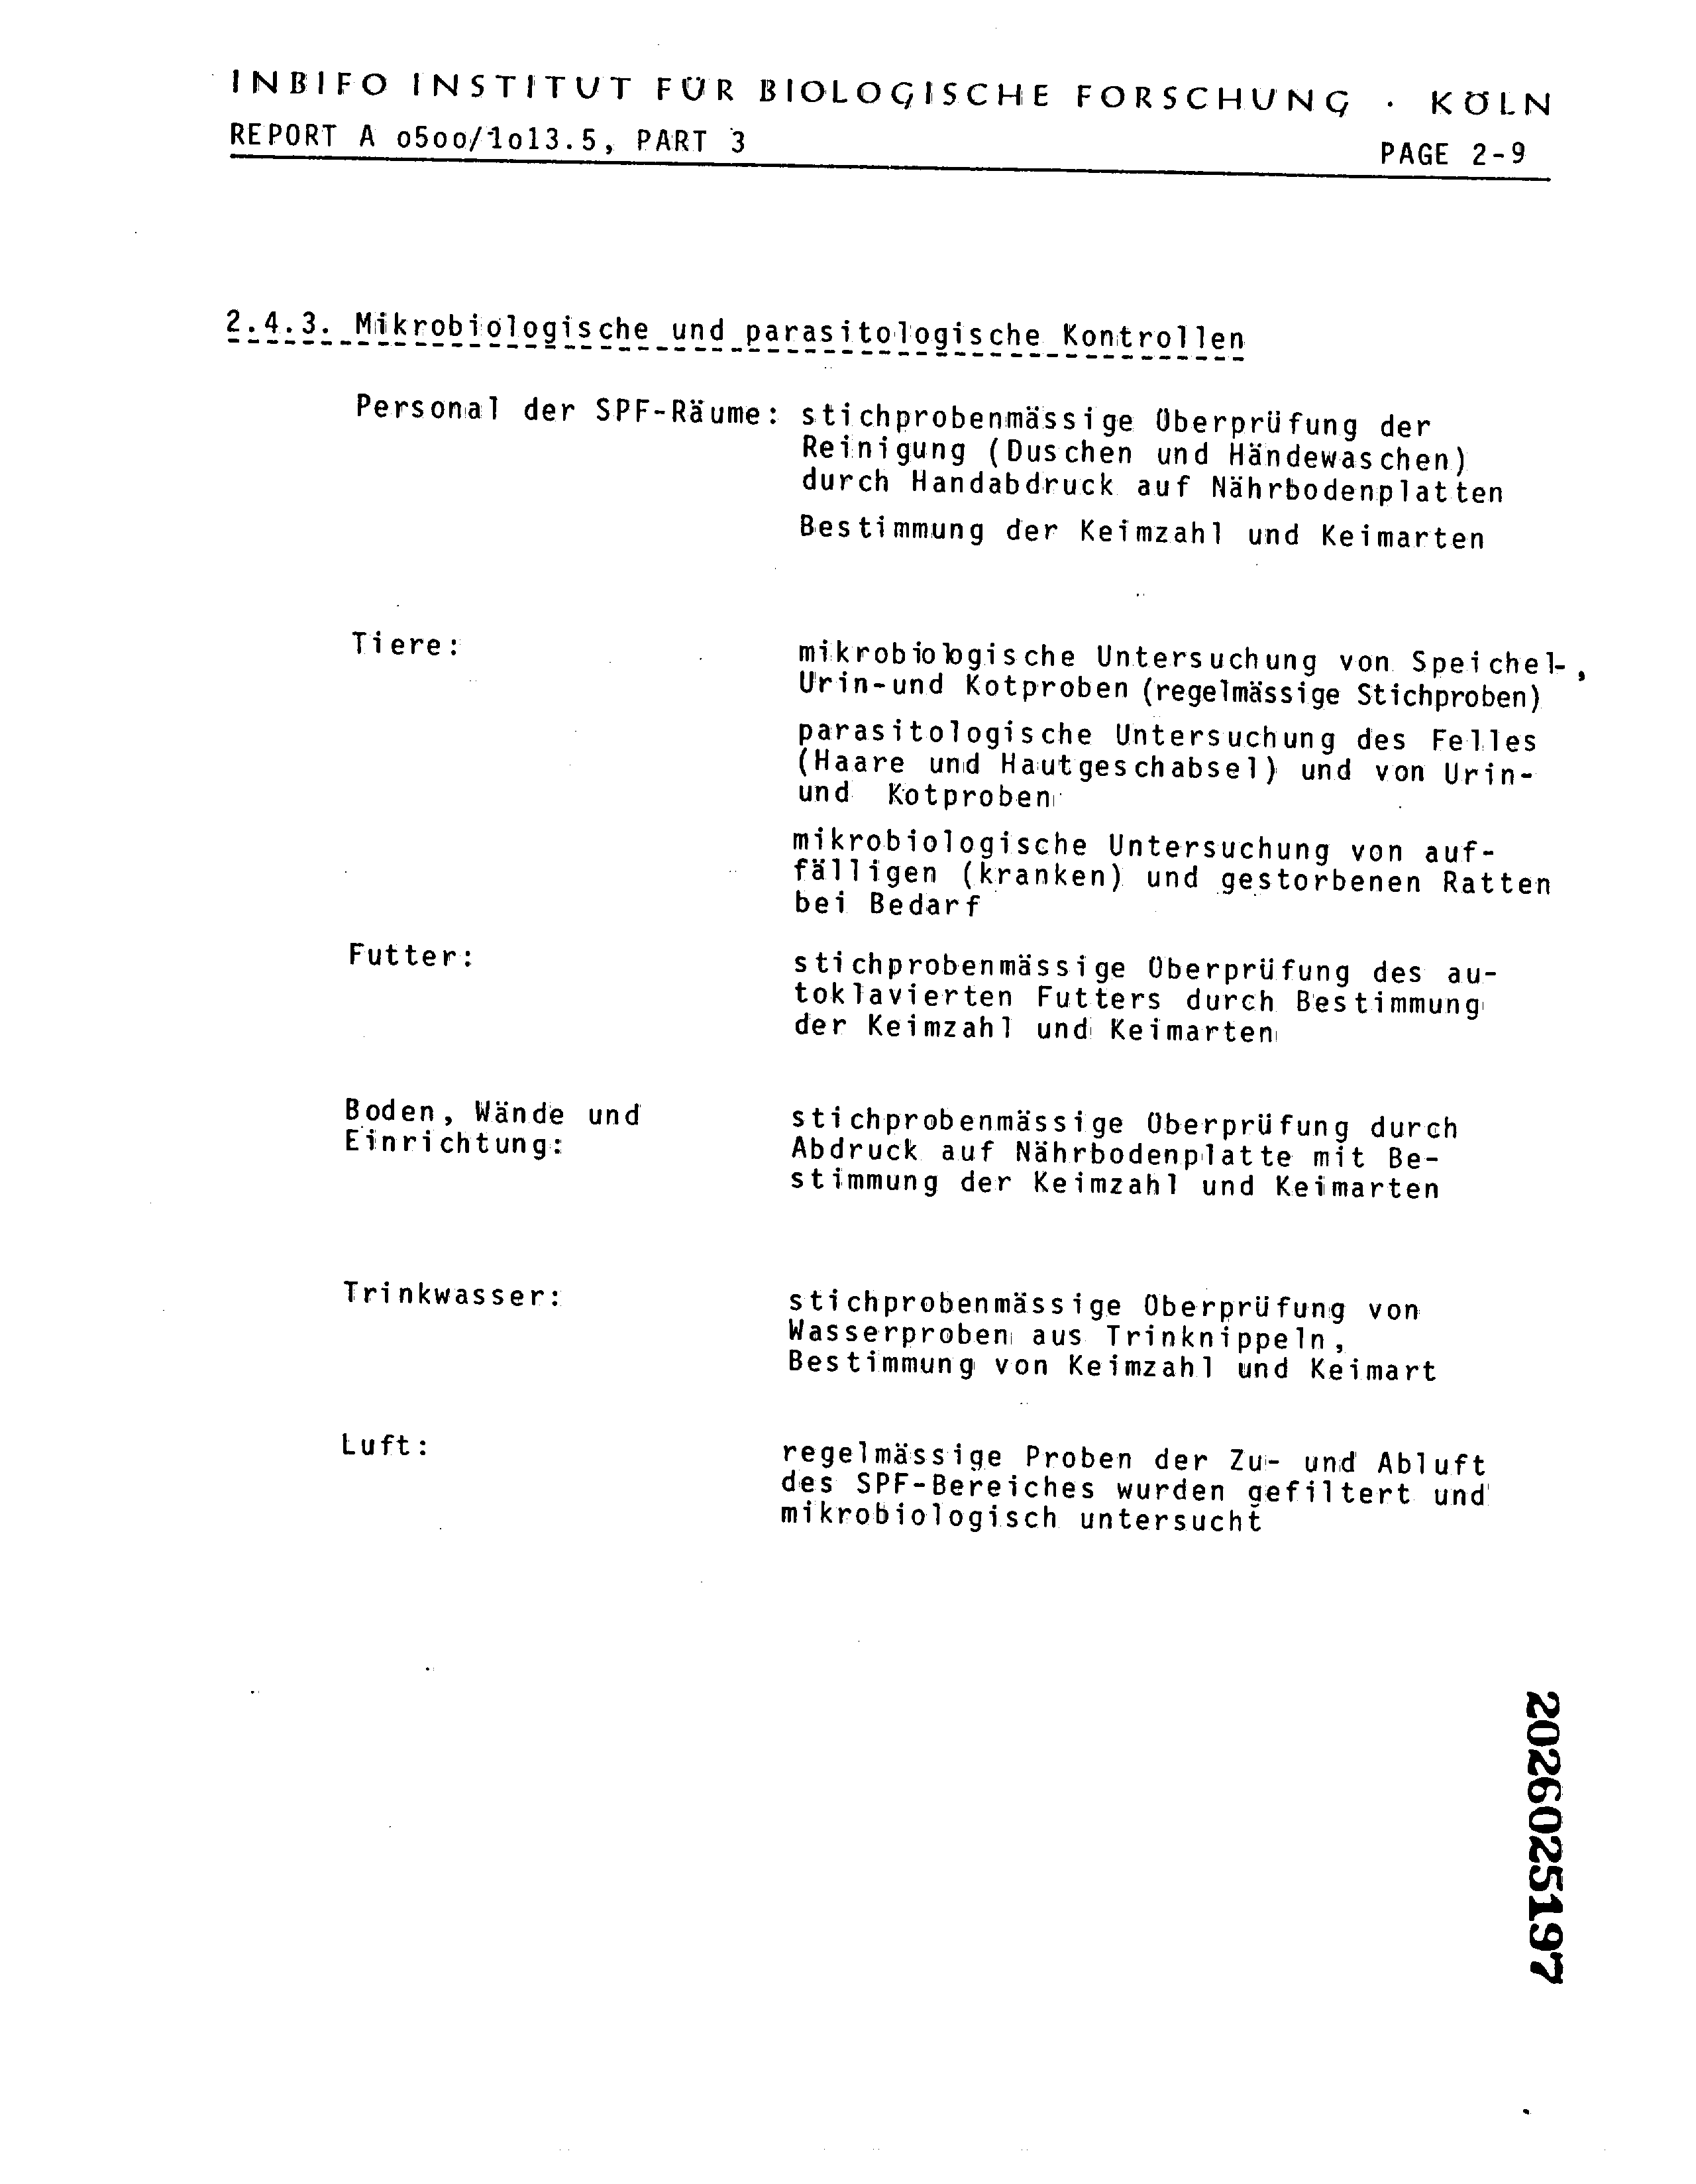 INBIFO INSTITUT FÜR BIOLOGISCHE FORSCHUNG · KÖLN
REPORT A o5oo/1o13.5, PART 3
PAGE 2-9
2.4.3. Mikrobiologische und parasitologische Kontrollen
Personal der SPF-Räume: stichprobenmässige Überprüfung der
Reinigung (Duschen und Händewaschen)
durch Handabdruck auf Nährbodenplatten
Bestimmung der Keimzahl und Keimarten
Tiere: mikrobiologische Untersuchung von Speichel-,
Urin-und Kotproben (regelmässige Stichproben)
parasitologische Untersuchung des Felles
(Haare und Hautgeschabsel) und von Urin-
und Kotproben
mikrobiologische Untersuchung von auf-
fälligen (kranken) und gestorbenen Ratten
bei Bedarf
Futter: stichprobenmässige Überprüfung des au-
toklavierten Futters durch Bestimmung
der Keimzahl und Keimarten
Boden, Wände und stichprobenmässige Überprüfung durch
Einrichtung: Abdruck auf Nährbodenplatte mit Be-
stimmung der Keimzahl und Keimarten
Trinkwasser: stichprobenmässige Überprüfung von
Wasserproben aus Trinknippeln,
Bestimmung von Keimzahl und Keimart
Luft: regelmässige Proben der Zu- und Abluft
des SPF-Bereiches wurden gefiltert und
mikrobiologisch untersucht
2026025197